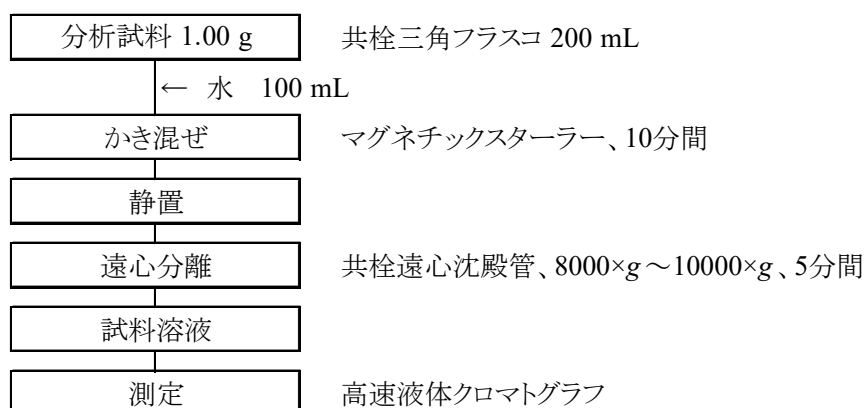 分析試料 1.00 g 共栓三角フラスコ 200 mL
← 水 100 mL
かき混ぜ マグネチックスターラー、10分間
静置
遠心分離 共栓遠心沈殿管、8000×g～10000×g、5分間
試料溶液
測定 高速液体クロマトグラフ